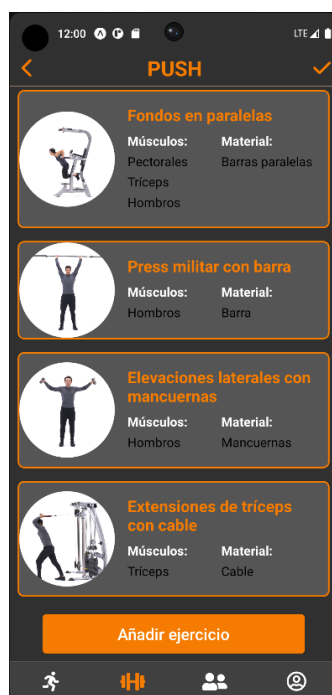 12:00 LTE
PUSH
Fondos en paralelas
Músculos: Material:
Pectorales Barras paralelas
Tríceps
Hombros
Press militar con barra
Músculos: Material:
Hombros Barra
Elevaciones laterales con
mancuernas
Músculos: Material:
Hombros Mancuernas
Extensiones de tríceps
con cable
Músculos: Material:
Tríceps Cable
Añadir ejercicio